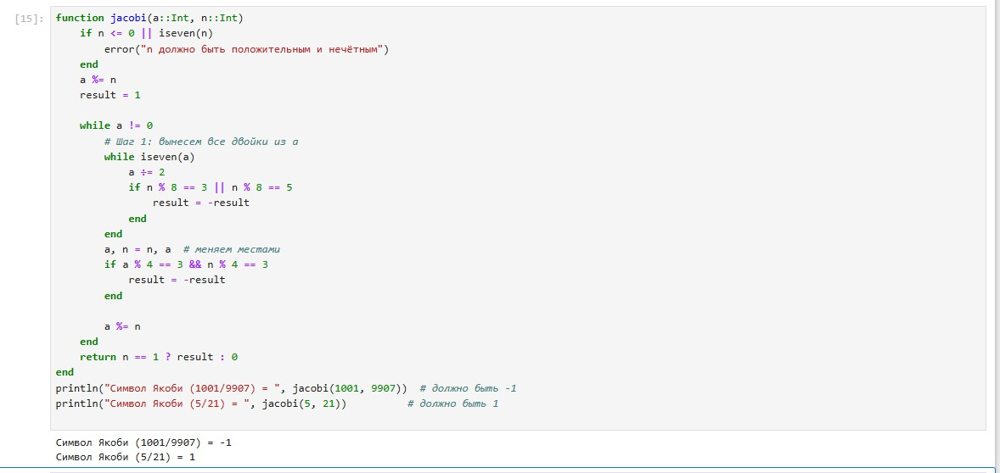 [15]: function jacobi(a::Int, n::Int)
    if n <= 0 || iseven(n)
        error("n должно быть положительным и нечётным")
    end
    a %= n
    result = 1

    while a != 0
        # Шаг 1: вынесем все двойки из a
        while iseven(a)
            a ÷= 2
            if n % 8 == 3 || n % 8 == 5
                result = -result
            end
        end
        a, n = n, a  # меняем местами
        if a % 4 == 3 && n % 4 == 3
            result = -result
        end

        a %= n
    end
    return n == 1 ? result : 0
end
println("Символ Якоби (1001/9907) = ", jacobi(1001, 9907))  # должно быть -1
println("Символ Якоби (5/21) = ", jacobi(5, 21))          # должно быть 1

Символ Якоби (1001/9907) = -1
Символ Якоби (5/21) = 1